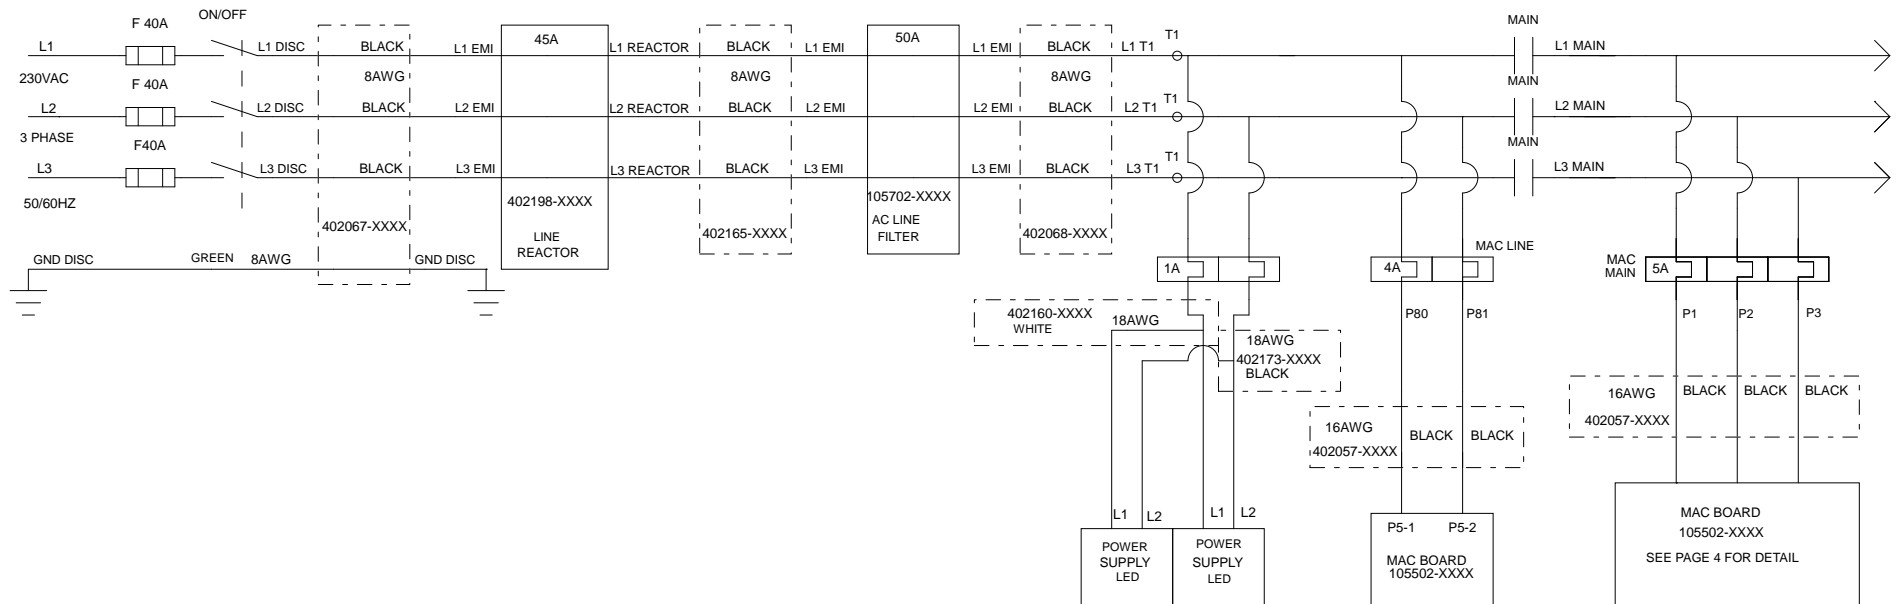 F 40A
ON/OFF
L1
L1 DISC
BLACK
L1 EMI
45A
L1 REACTOR
BLACK
L1 EMI
50A
L1 EMI
BLACK
L1 T1
T1
MAIN
L1 MAIN
230VAC
F 40A
8AWG
8AWG
8AWG
MAIN
L2
L2 DISC
BLACK
L2 EMI
L2 REACTOR
BLACK
L2 EMI
L2 EMI
BLACK
L2 T1
T1
L2 MAIN
3 PHASE
F40A
MAIN
L3
L3 DISC
BLACK
L3 EMI
L3 REACTOR
BLACK
L3 EMI
L3 EMI
BLACK
L3 T1
T1
L3 MAIN
50/60HZ
402067-XXXX
402198-XXXX
LINE
REACTOR
402165-XXXX
105702-XXXX
AC LINE
FILTER
402068-XXXX
GND DISC
GREEN
8AWG
GND DISC
MAC LINE
MAC
MAIN
1A
4A
5A
402160-XXXX
WHITE
18AWG
18AWG
402173-XXXX
BLACK
P80
P81
P1
P2
P3
16AWG
402057-XXXX
BLACK
BLACK
16AWG
402057-XXXX
BLACK
BLACK
BLACK
L1
L2
L1
L2
POWER
SUPPLY
LED
POWER
SUPPLY
LED
P5-1
P5-2
MAC BOARD
105502-XXXX
MAC BOARD
105502-XXXX
SEE PAGE 4 FOR DETAIL